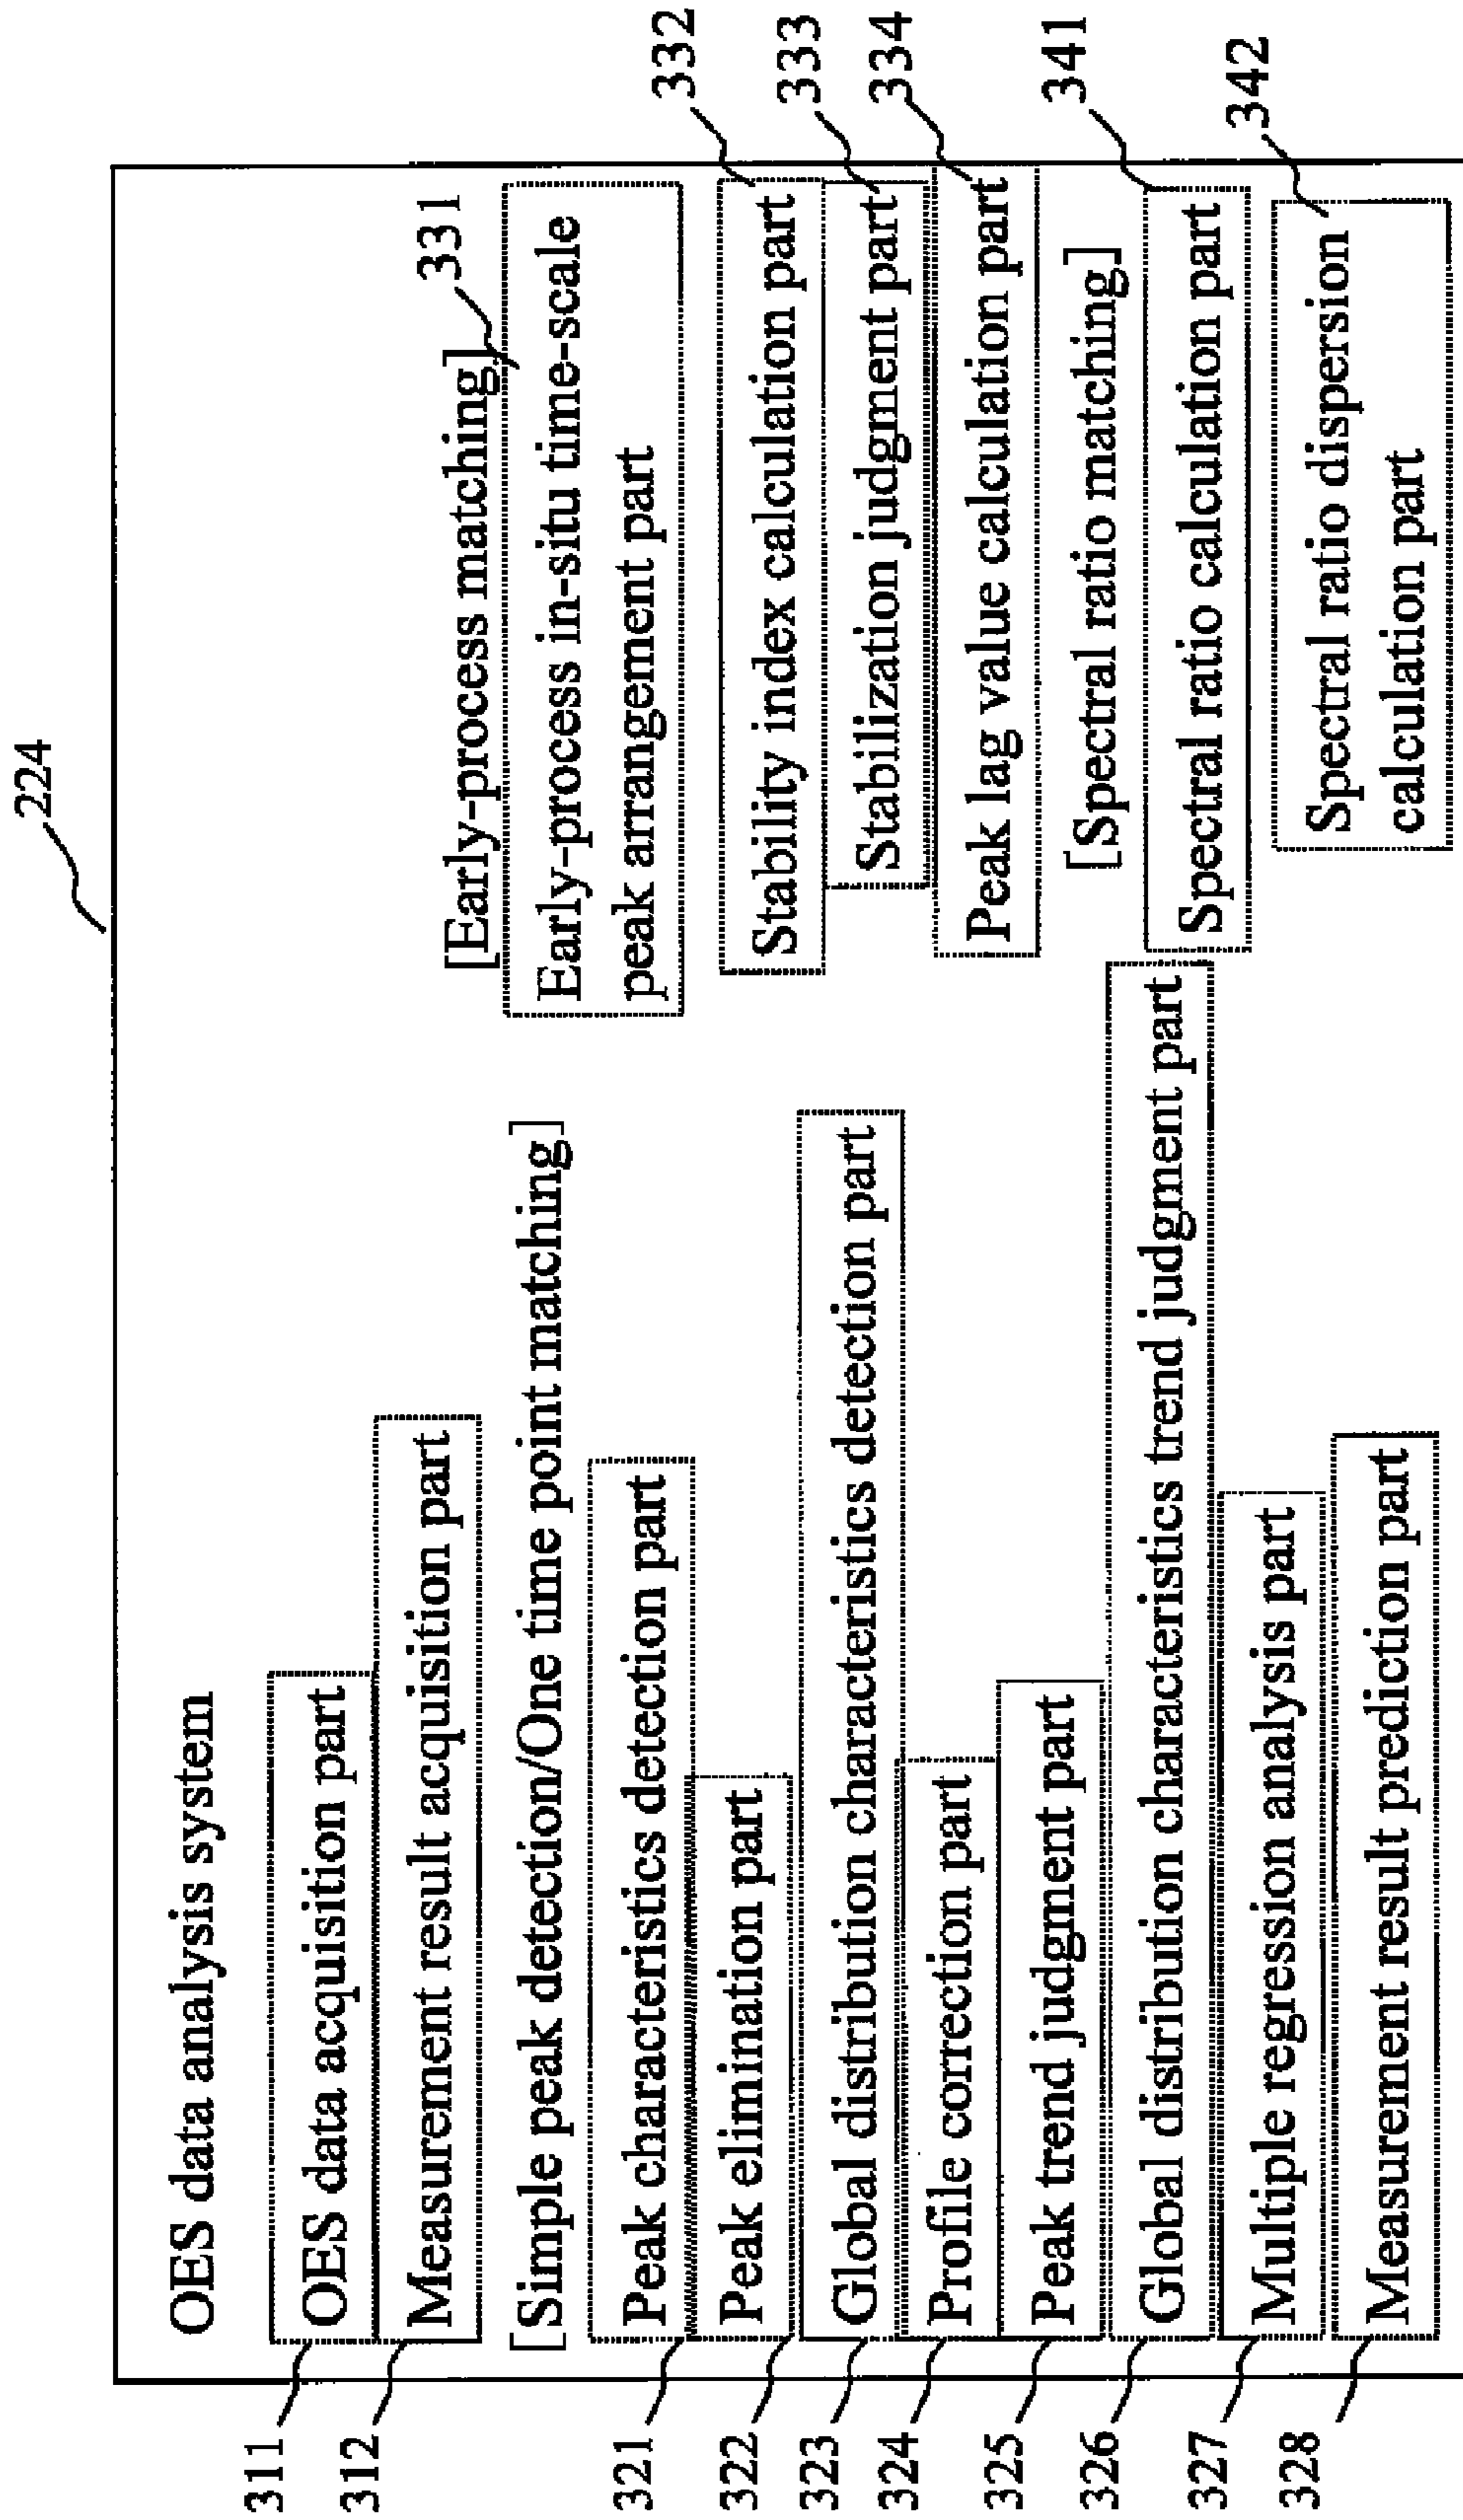 224
OES data analysis system
311
OES data acquisition part
312
Measurement result acquisition part
[Simple peak detection/One time point matching]
321
Peak characteristics detection part
322
Peak elimination part
323
Global distribution characteristics detection part
324
Profile correction part
325
Peak trend judgment part
326
Global distribution characteristics trend judgment part
327
Multiple regression analysis part
328
Measurement result prediction part
[Early-process matching]
331
Early-process in-situ time-scale
peak arrangement part
332
Stability index calculation part
333
Stabilization judgment part
334
Peak lag value calculation part
[Spectral ratio matching]
341
Spectral ratio calculation part
342
Spectral ratio dispersion
calculation part